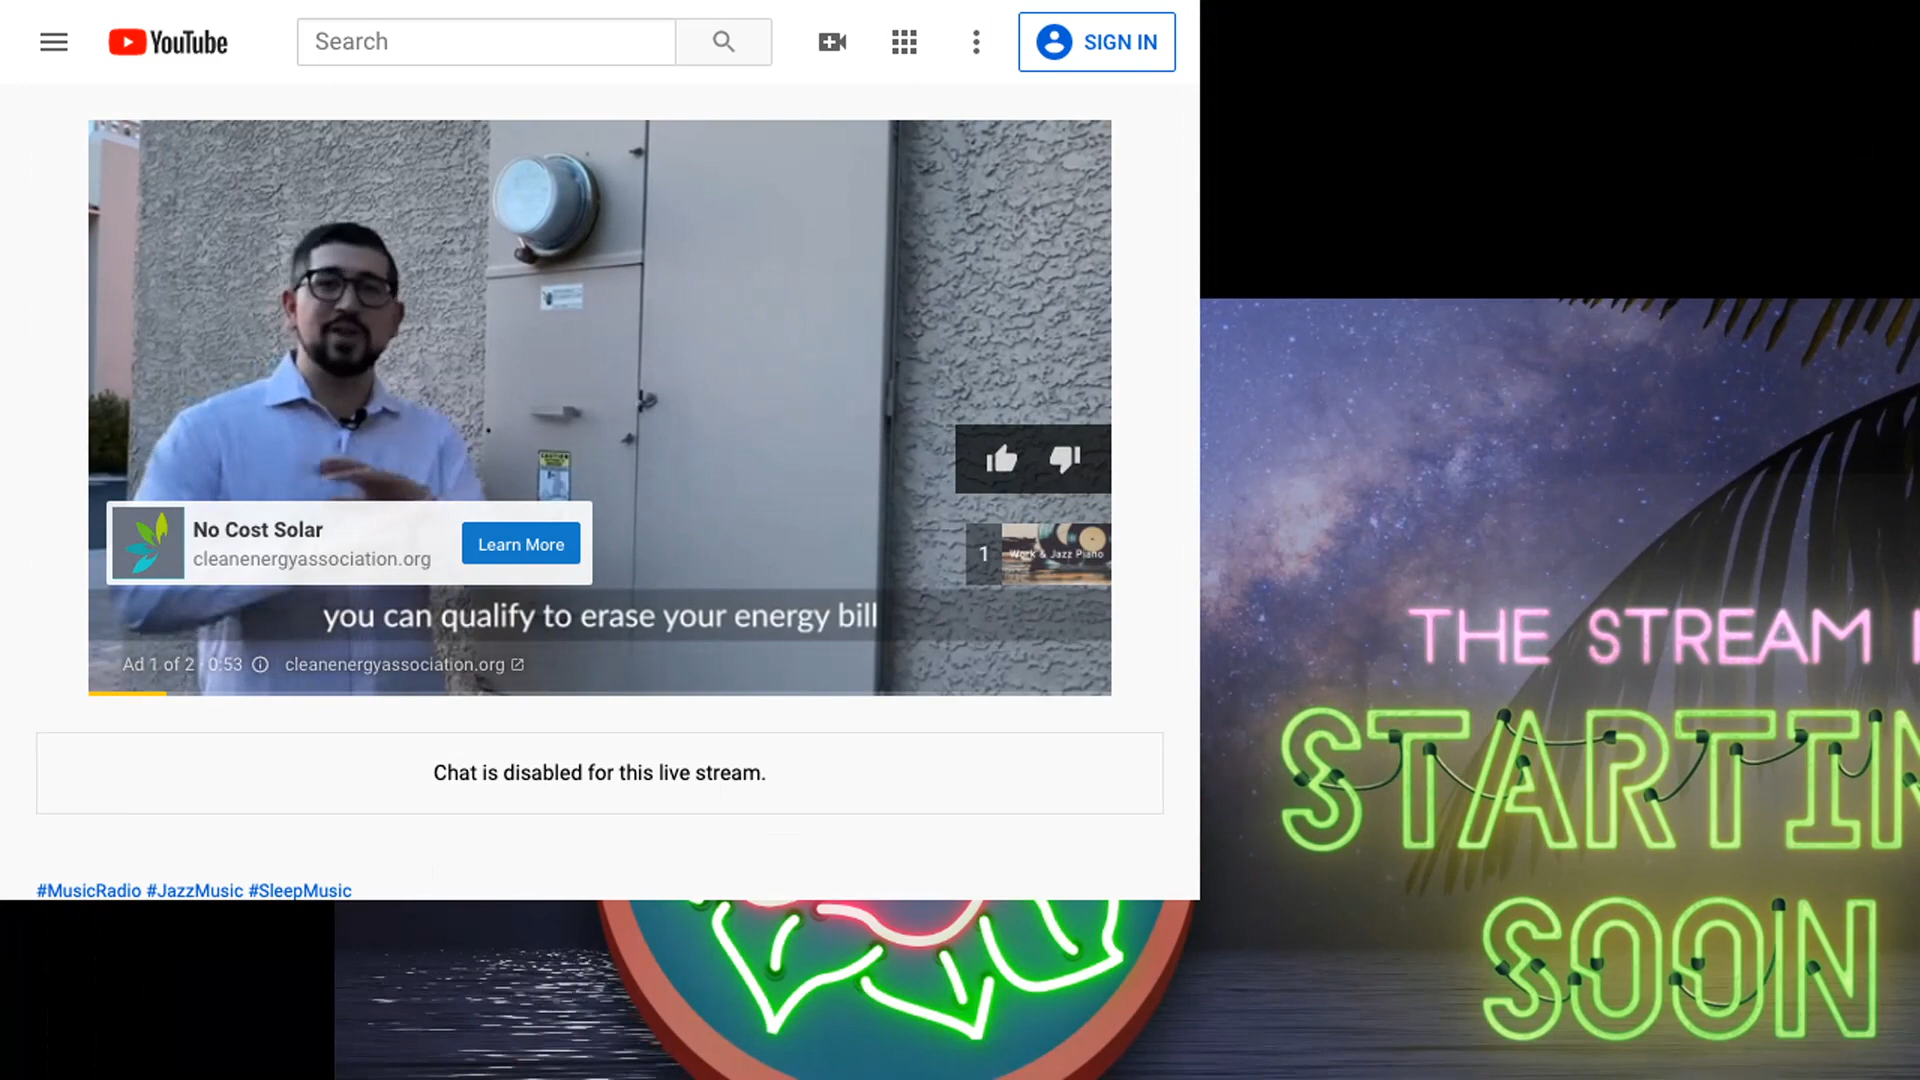 YouTube
Search
SIGN IN
Work & Jazz Piano
1
No Cost Solar
cleanenergyassociation.org
Learn More
you can qualify to erase your energy bill
Ad 1 of 2 · 0:53
cleanenergyassociation.org
Chat is disabled for this live stream.
#MusicRadio #JazzMusic #SleepMusic
THE STREAM
STARTIN
SOON